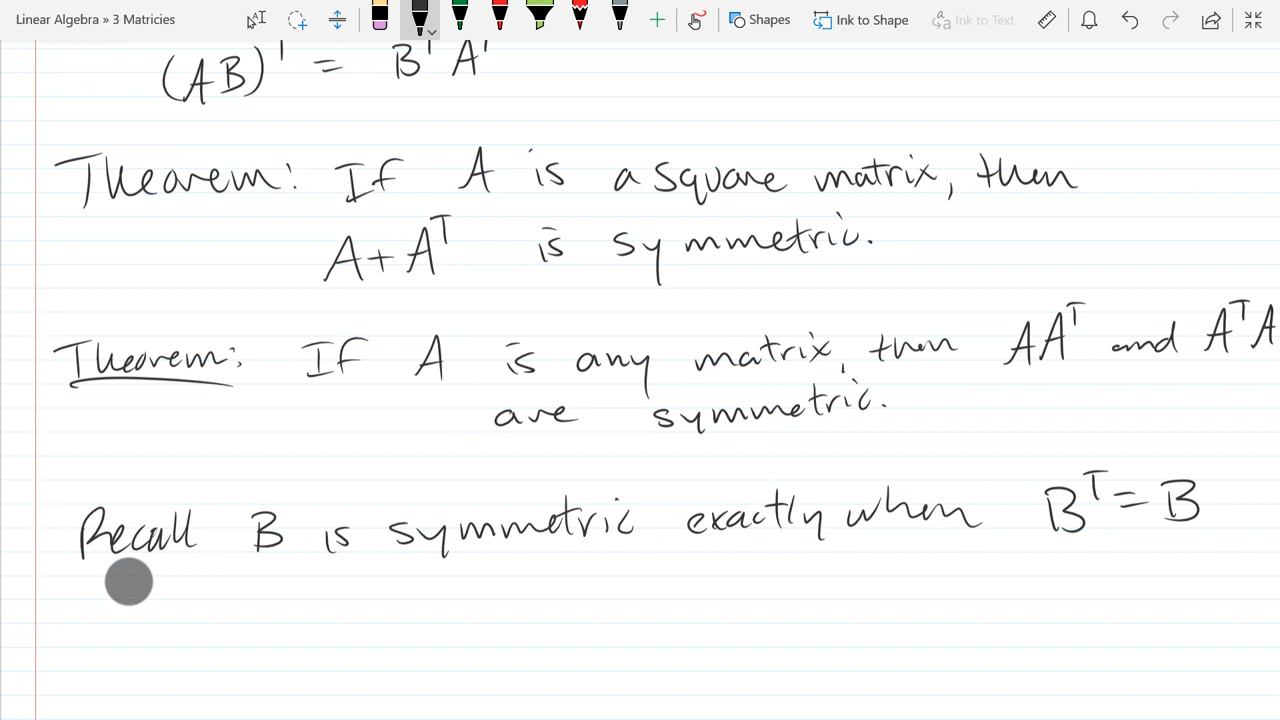 Linear Algebra » 3 Matricies
Shapes
Ink to Shape
Ink to Text
(AB)ᵀ = BᵀAᵀ
Theorem: If A is a square matrix, then
A+Aᵀ is symmetric.
Theorem: If A is any matrix, then AAᵀ and AᵀA
are symmetric.
Recall B is symmetric exactly when Bᵀ = B